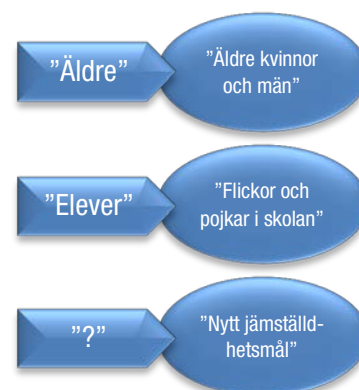 ”Äldre”
”Äldre kvinnor
och män”
”Elever”
”Flickor och
pojkar i skolan”
”?”
”Nytt jämställd-
hetsmål”